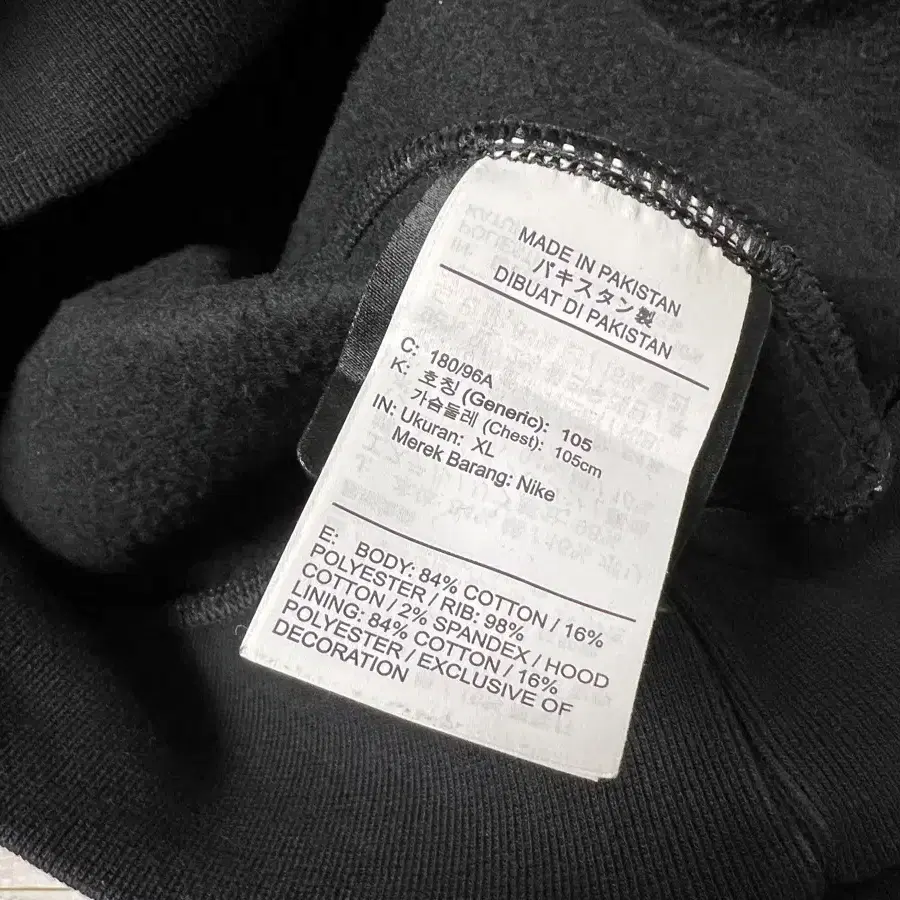 MADE IN PAKISTAN
パキスタン製
DIBUAT DI PAKISTAN
C: 180/96A
K: 호칭 (Generic): 105
가슴둘레 (Chest): 105cm
IN: Ukuran: XL
Merek Barang: Nike
E: BODY: 84% COTTON / 16%
POLYESTER / RIB: 98%
COTTON / 2% SPANDEX / HOOD
LINING: 84% COTTON / 16%
POLYESTER / EXCLUSIVE OF
DECORATION